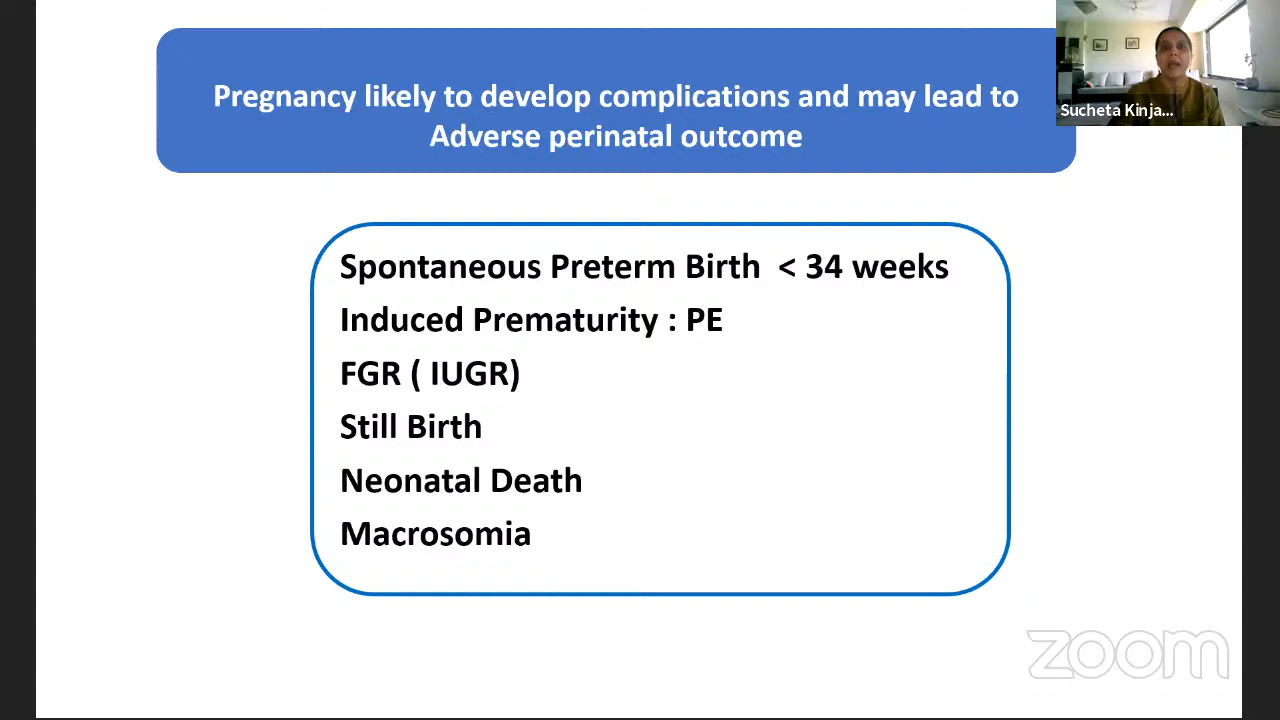 Pregnancy likely to develop complications and may lead to
Adverse perinatal outcome
Sucheta Kinja...
Spontaneous Preterm Birth < 34 weeks
Induced Prematurity : PE
FGR ( IUGR)
Still Birth
Neonatal Death
Macrosomia
zoom